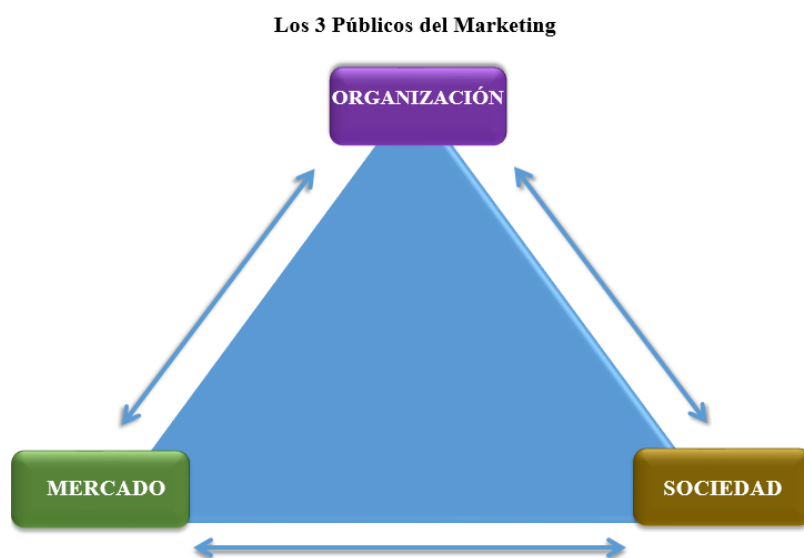 Los 3 Públicos del Marketing
ORGANIZACIÓN
MERCADO
SOCIEDAD